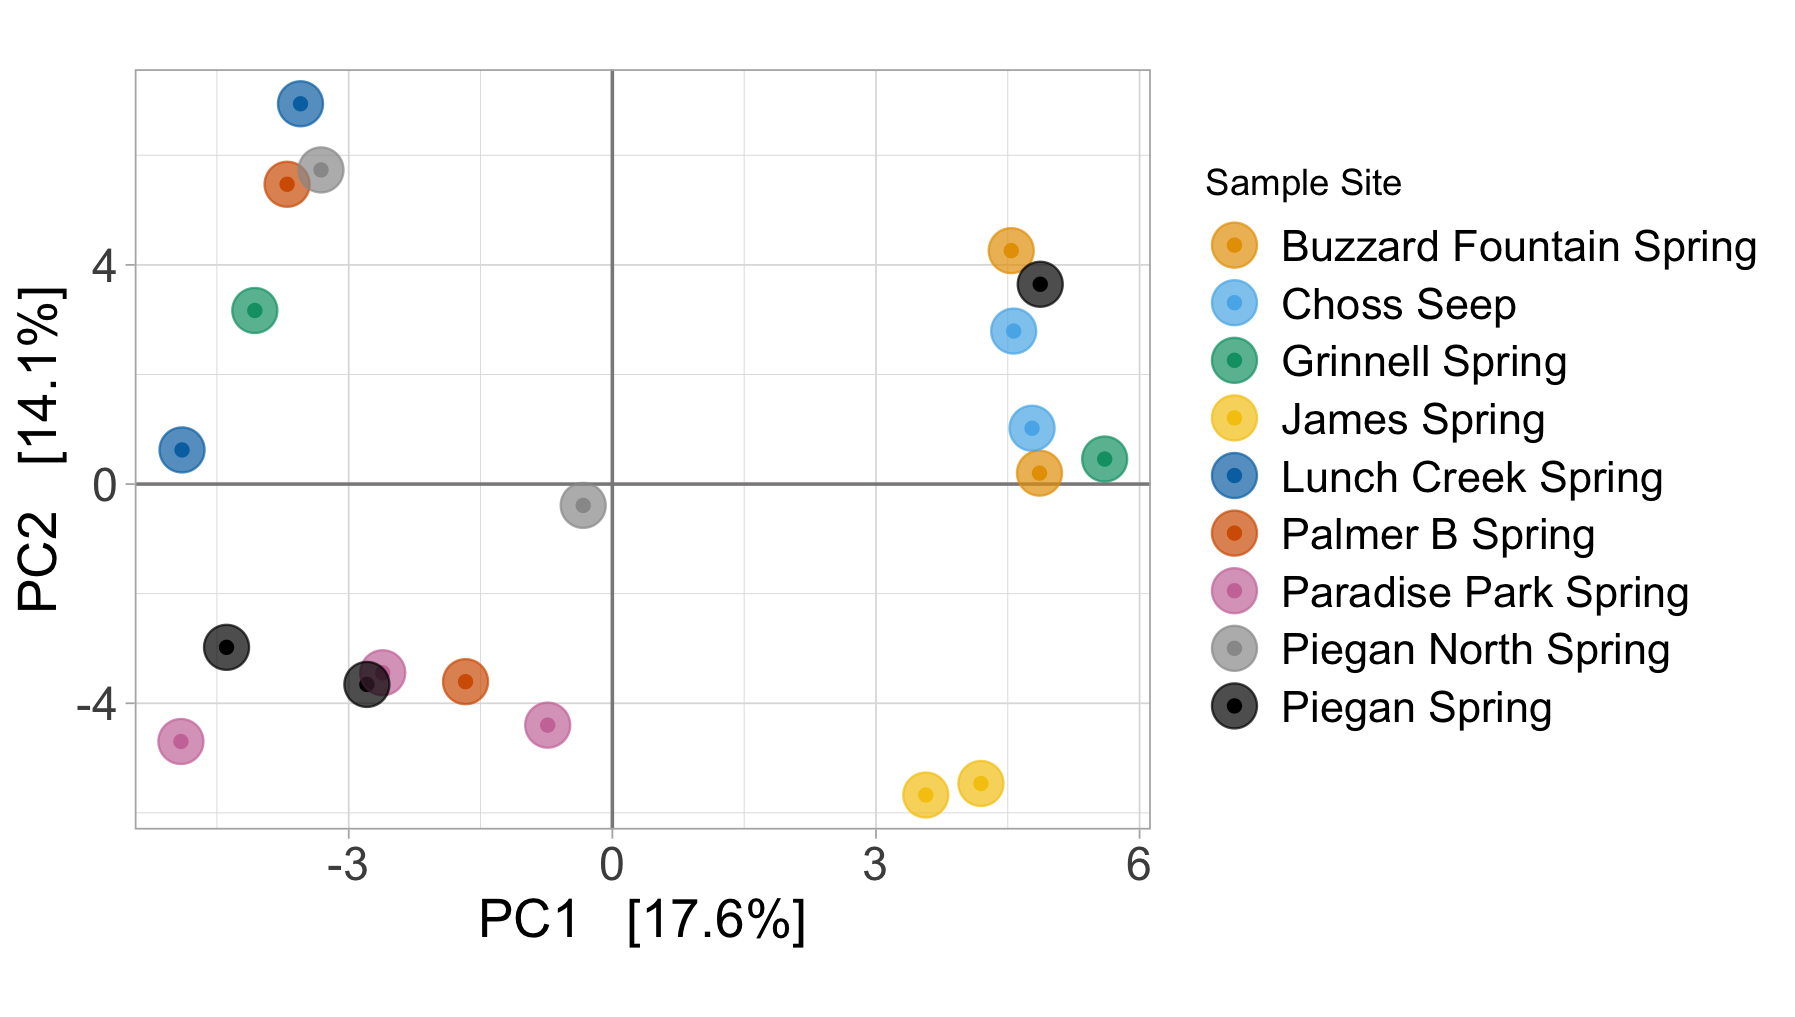 4
0
-4
PC2 [14.1%]
-3 0 3 6
PC1 [17.6%]
Sample Site
Buzzard Fountain Spring
Choss Seep
Grinnell Spring
James Spring
Lunch Creek Spring
Palmer B Spring
Paradise Park Spring
Piegan North Spring
Piegan Spring